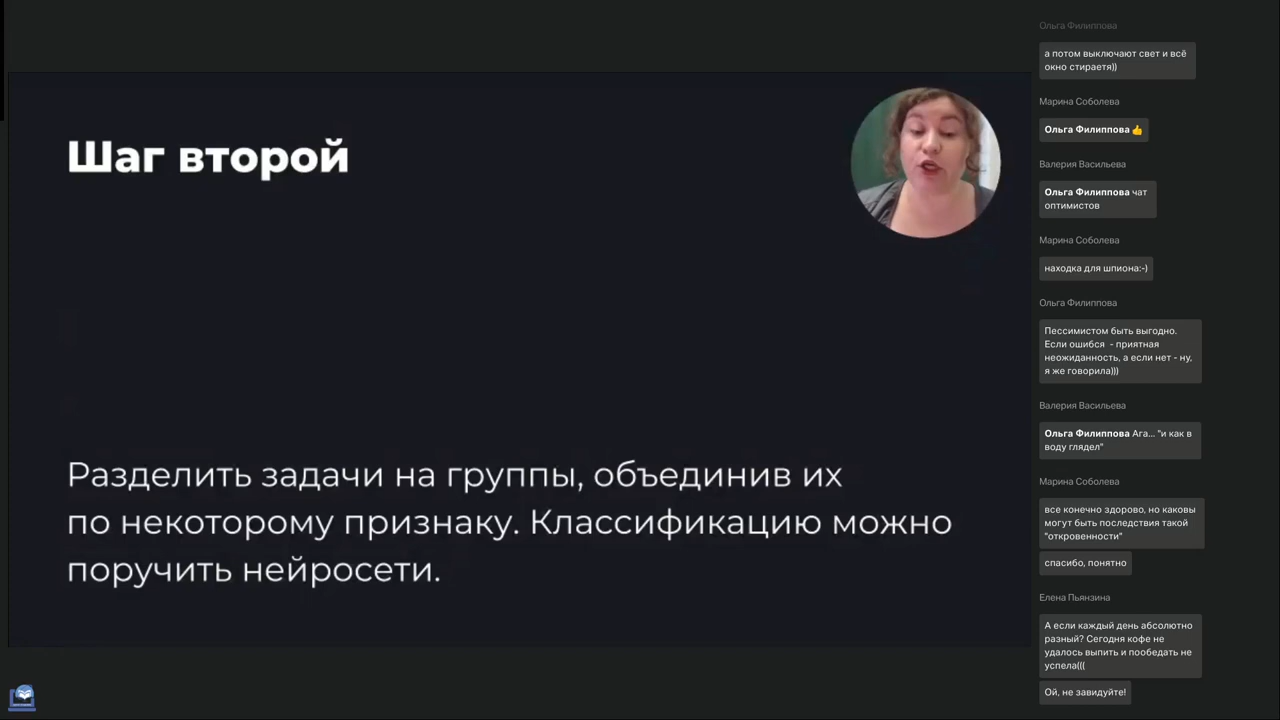 Шаг второй
Разделить задачи на группы, объединив их
по некоторому признаку. Классификацию можно
поручить нейросети.
Ольга Филиппова
а потом выключают свет и всё
окно стирается))
Марина Соболева
Ольга Филиппова 👍
Валерия Васильева
Ольга Филиппова чат
оптимистов
Марина Соболева
находка для шпиона:-)
Ольга Филиппова
Пессимистом быть выгодно.
Если ошибся - приятная
неожиданность, а если нет - ну,
я же говорила)))
Валерия Васильева
Ольга Филиппова Ага... "и как в
воду глядел"
Марина Соболева
все конечно здорово, но каковы
могут быть последствия такой
"откровенности"
спасибо, понятно
Елена Пьянзина
А если каждый день абсолютно
разный? Сегодня кофе не
удалось выпить и пообедать не
успела(((
Ой, не завидуйте!